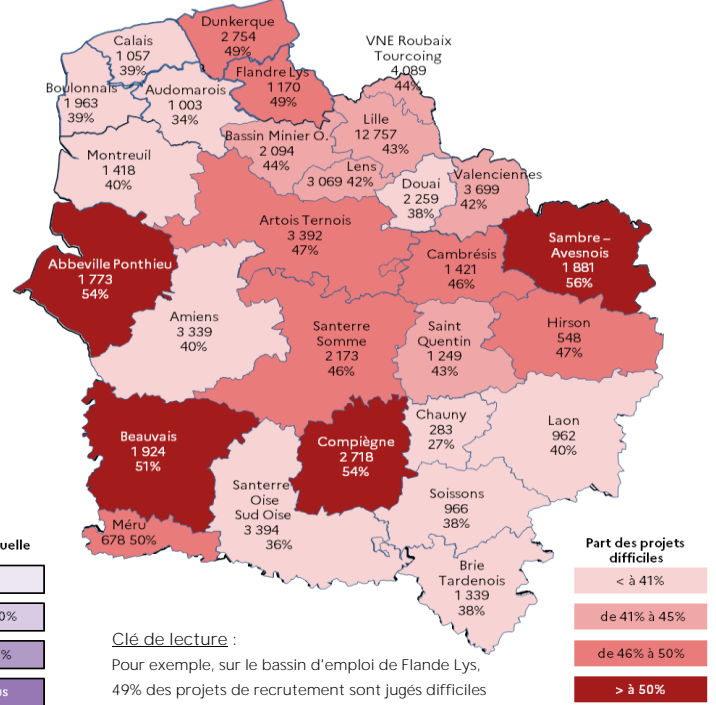 Dunkerque
2 754
49%
Calais
1 057
39%
VNE Roubaix
Tourcoing
4,089
44%
Flandre Lys
1 170
49%
Boulonnais
1 963
39%
Audomarois
1 003
34%
Lille
12 757
43%
Bassin Minier O.
2 094
44%
Montreuil
1 418
40%
Lens
3 069 42%
Douai
2 259
38%
Valenciennes
3 699
42%
Artois Ternois
3 392
47%
Sambre –
Avesnois
1 881
56%
Cambrésis
1 421
46%
Abbeville Ponthieu
1 773
54%
Amiens
3 339
40%
Santerre
Somme
2 173
46%
Saint
Quentin
1 249
43%
Hirson
548
47%
Chauny
283
27%
Laon
962
40%
Beauvais
1 924
51%
Compiègne
2 718
54%
Santerre
Oise
Sud Oise
3 394
36%
Soissons
966
38%
Méru
678 50%
Brie
Tardenois
1 339
38%
uelle
0%
%
us
Part des projets
difficiles
< à 41%
de 41% à 45%
de 46% à 50%
> à 50%
Clé de lecture :
Pour exemple, sur le bassin d'emploi de Flande Lys,
49% des projets de recrutement sont jugés difficiles